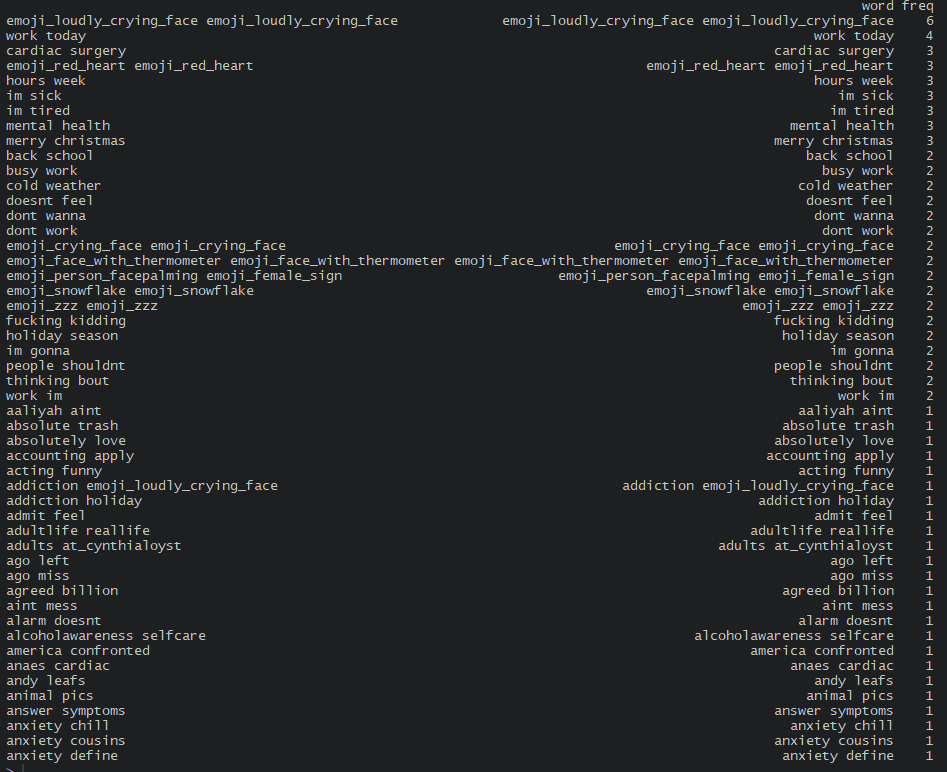 word freq
emoji_loudly_crying_face emoji_loudly_crying_face emoji_loudly_crying_face emoji_loudly_crying_face 6
work today work today 4
cardiac surgery cardiac surgery 3
emoji_red_heart emoji_red_heart emoji_red_heart emoji_red_heart 3
hours week hours week 3
im sick im sick 3
im tired im tired 3
mental health mental health 3
merry christmas merry christmas 3
back school back school 2
busy work busy work 2
cold weather cold weather 2
doesnt feel doesnt feel 2
dont wanna dont wanna 2
dont work dont work 2
emoji_crying_face emoji_crying_face emoji_crying_face emoji_crying_face 2
emoji_face_with_thermometer emoji_face_with_thermometer emoji_face_with_thermometer emoji_face_with_thermometer 2
emoji_person_facepalming emoji_female_sign emoji_person_facepalming emoji_female_sign 2
emoji_snowflake emoji_snowflake emoji_snowflake emoji_snowflake 2
emoji_zzz emoji_zzz emoji_zzz emoji_zzz 2
fucking kidding fucking kidding 2
holiday season holiday season 2
im gonna im gonna 2
people shouldnt people shouldnt 2
thinking bout thinking bout 2
work im work im 2
aaliyah aint aaliyah aint 1
absolute trash absolute trash 1
absolutely love absolutely love 1
accounting apply accounting apply 1
acting funny acting funny 1
addiction emoji_loudly_crying_face addiction emoji_loudly_crying_face 1
addiction holiday addiction holiday 1
admit feel admit feel 1
adultlife reallife adultlife reallife 1
adults at_cynthialoyst adults at_cynthialoyst 1
ago left ago left 1
ago miss ago miss 1
agreed billion agreed billion 1
aint mess aint mess 1
alarm doesnt alarm doesnt 1
alcoholawareness selfcare alcoholawareness selfcare 1
america confronted america confronted 1
anaes cardiac anaes cardiac 1
andy leafs andy leafs 1
animal pics animal pics 1
answer symptoms answer symptoms 1
anxiety chill anxiety chill 1
anxiety cousins anxiety cousins 1
anxiety define anxiety define 1